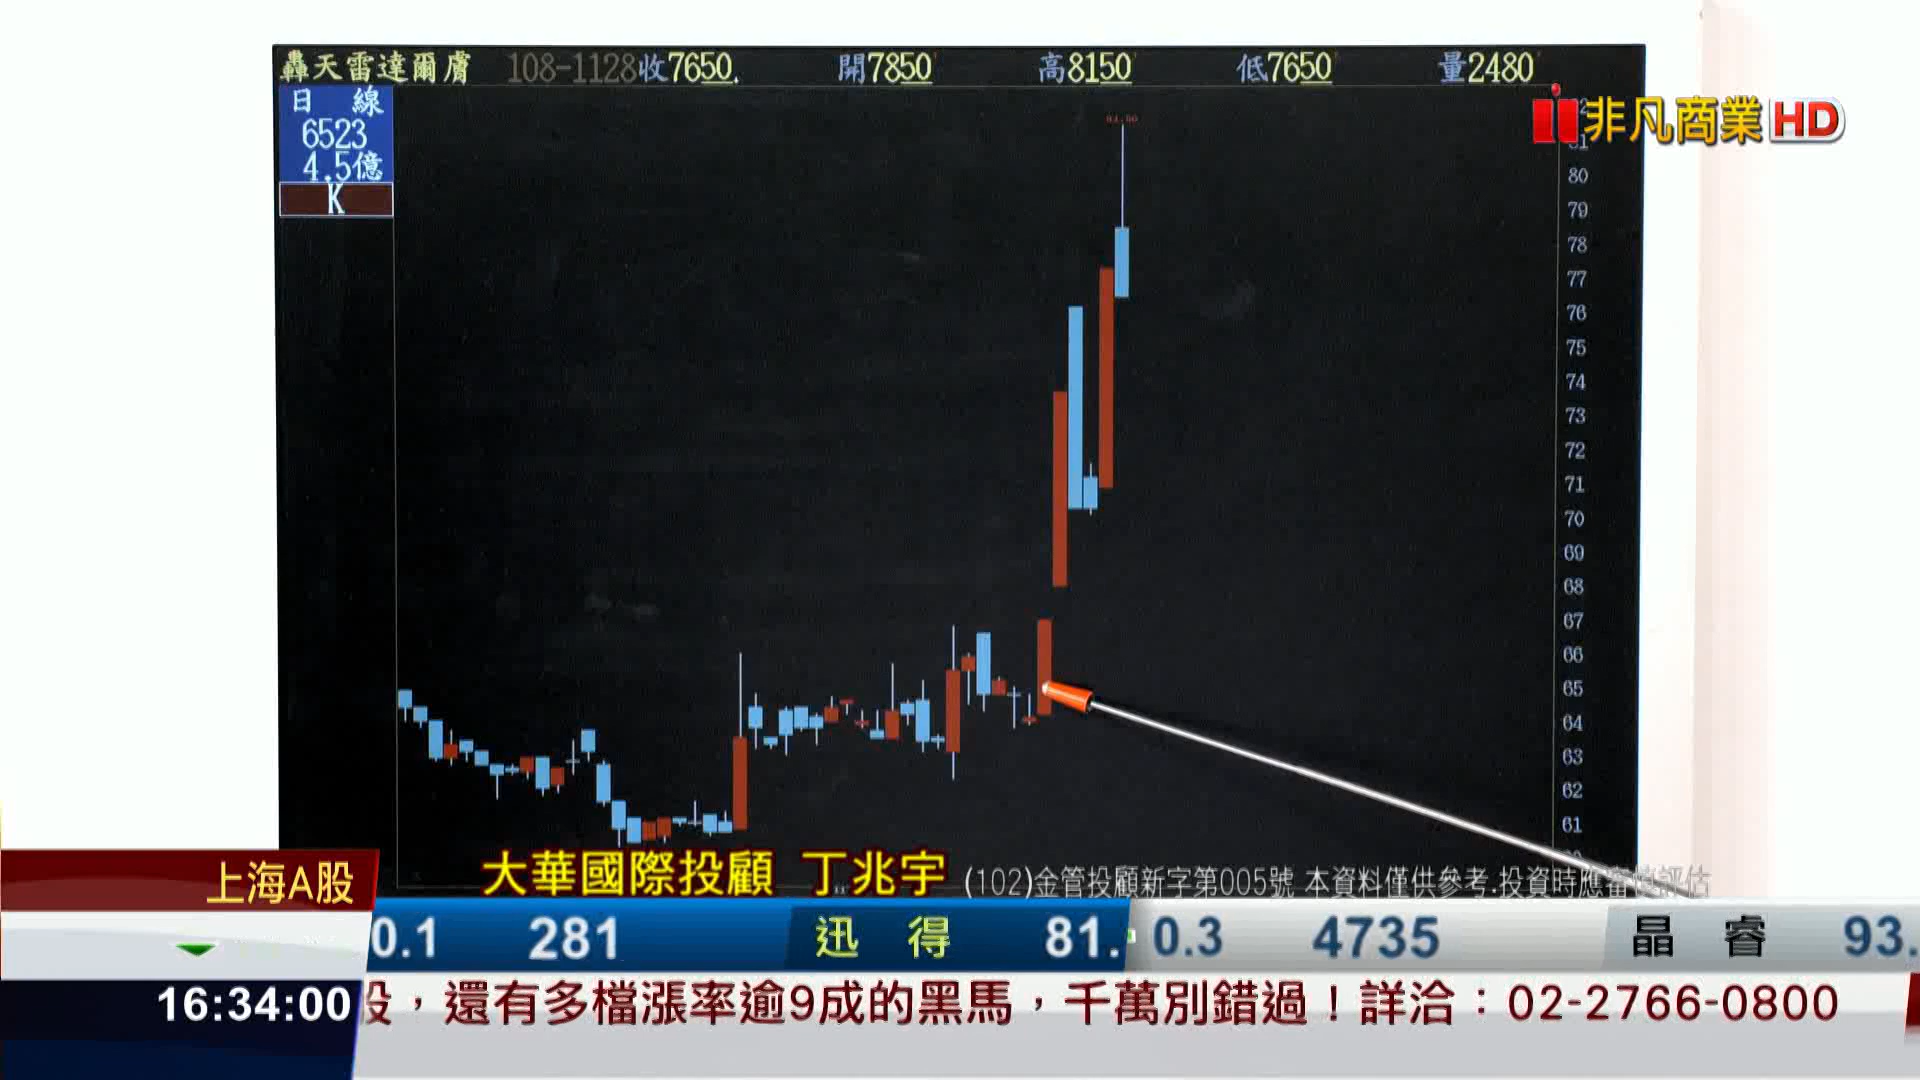 轟天雷達爾膚 108-1128收7650. 開7850 高8150 低7650 量2480
日 線
6523
4.5億
K
非凡商業HD
81
80
79
78
77
76
75
74
73
72
71
70
69
68
67
66
65
64
63
62
61
大華國際投顧 丁兆宇 (102)金管投顧新字第005號 本資料僅供參考.投資時應審慎評估
上海A股
0.1 281 迅 得 81. 0.3 4735 晶 睿 93.
16:34:00
股，還有多檔漲率逾9成的黑馬，千萬別錯過！詳洽：02-2766-0800